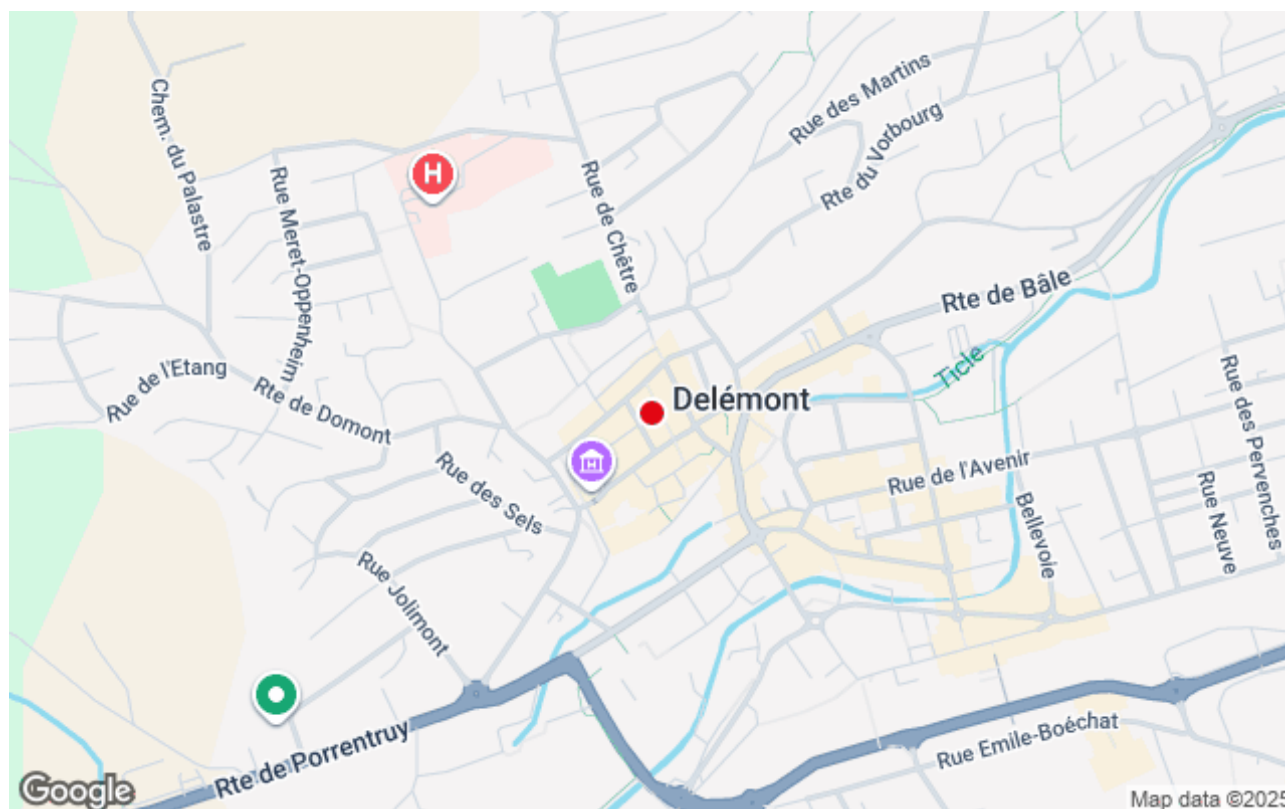 Chem. du Palastre
Rue Meret-Oppenheim
H
Rue de Chêtre
Rue des Martins
Rte du Vorbourg
Rte de Bâle
Ticle
Rue de l'Etang
Rte de Domont
Delémont
Rue des Sels
Rue de l'Avenir
Bellevoie
Rue Neuve
Rue des Pervenches
Rue Jolimont
Rte de Porrentruy
Rue Emile-Boéchat
Google
Map data ©2025